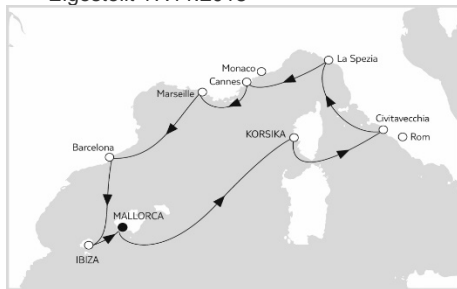 La Spezia
Monaco
Cannes
Marseille
Civitavecchia
KORSIKA
Rom
Barcelona
MALLORCA
IBIZA